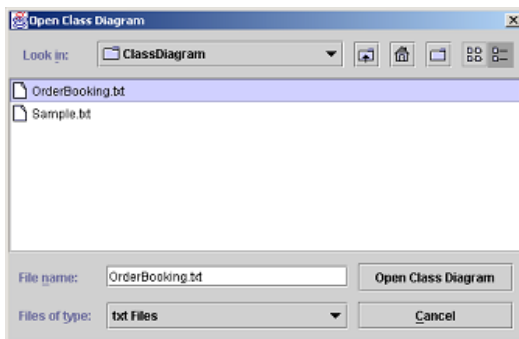 Open Class Diagram
Look in: ClassDiagram
OrderBooking.txt
Sample.txt
File name: OrderBooking.txt Open Class Diagram
Files of type: txt Files Cancel